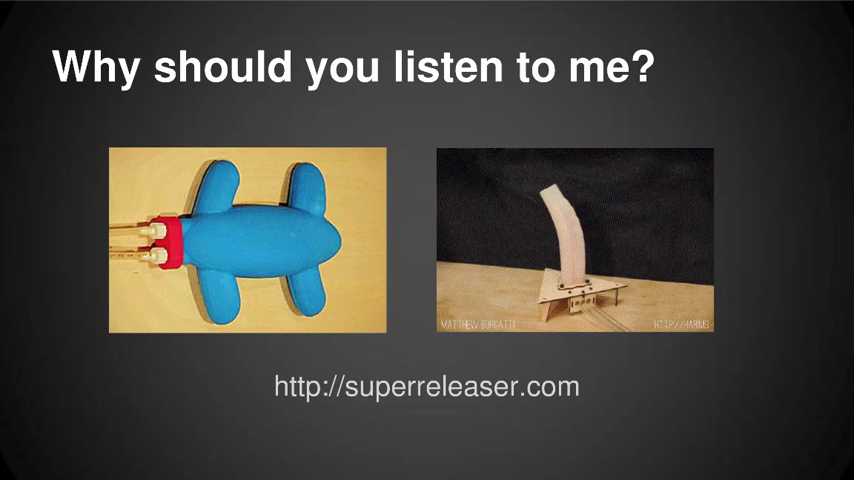 Why should you listen to me?
MATTHEW BORGATTI
HTTP://HARMS
http://superreleaser.com